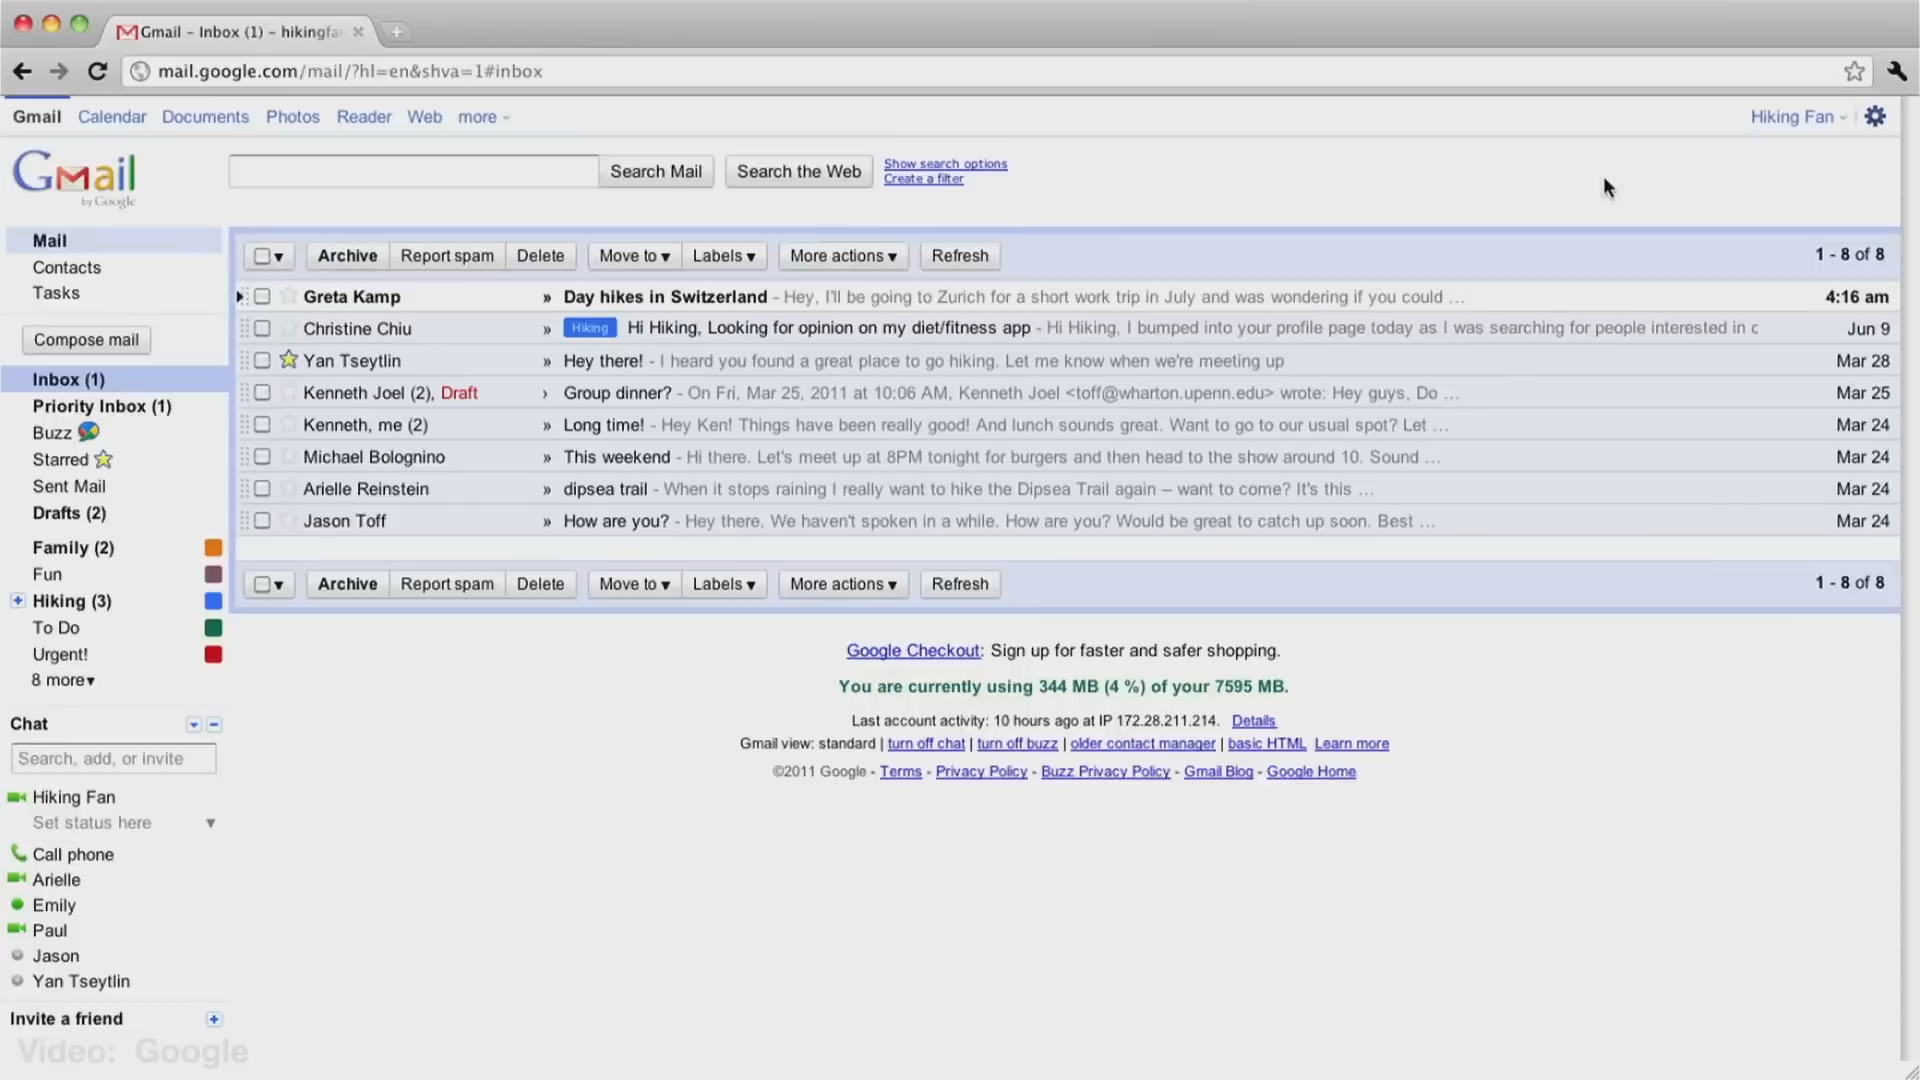 Gmail - Inbox (1) - hikingfa
mail.google.com/mail/?hl=en&shva=1#inbox
Gmail Calendar Documents Photos Reader Web more Hiking Fan
Gmail by Google
Search Mail Search the Web Show search options
Create a filter
Mail
Contacts
Tasks
Compose mail
Inbox (1)
Priority Inbox (1)
Buzz
Starred
Sent Mail
Drafts (2)
Family (2)
Fun
Hiking (3)
To Do
Urgent!
8 more▾
Chat
Search, add, or invite
Hiking Fan
Set status here
Call phone
Arielle
Emily
Paul
Jason
Yan Tseytlin
Invite a friend
Archive Report spam Delete Move to ▾ Labels ▾ More actions ▾ Refresh 1 - 8 of 8
Greta Kamp » Day hikes in Switzerland - Hey, I'll be going to Zurich for a short work trip in July and was wondering if you could ... 4:16 am
Christine Chiu » Hiking Hi Hiking, Looking for opinion on my diet/fitness app - Hi Hiking, I bumped into your profile page today as I was searching for people interested in c Jun 9
Yan Tseytlin » Hey there! - I heard you found a great place to go hiking. Let me know when we're meeting up Mar 28
Kenneth Joel (2), Draft › Group dinner? - On Fri, Mar 25, 2011 at 10:06 AM, Kenneth Joel <toff@wharton.upenn.edu> wrote: Hey guys, Do ... Mar 25
Kenneth, me (2) » Long time! - Hey Ken! Things have been really good! And lunch sounds great. Want to go to our usual spot? Let ... Mar 24
Michael Bolognino » This weekend - Hi there. Let's meet up at 8PM tonight for burgers and then head to the show around 10. Sound ... Mar 24
Arielle Reinstein » dipsea trail - When it stops raining I really want to hike the Dipsea Trail again – want to come? It's this ... Mar 24
Jason Toff » How are you? - Hey there. We haven't spoken in a while. How are you? Would be great to catch up soon. Best ... Mar 24
Archive Report spam Delete Move to ▾ Labels ▾ More actions ▾ Refresh 1 - 8 of 8
Google Checkout: Sign up for faster and safer shopping.
You are currently using 344 MB (4 %) of your 7595 MB.
Last account activity: 10 hours ago at IP 172.28.211.214. Details
Gmail view: standard | turn off chat | turn off buzz | older contact manager | basic HTML Learn more
©2011 Google - Terms - Privacy Policy - Buzz Privacy Policy - Gmail Blog - Google Home
Video: Google